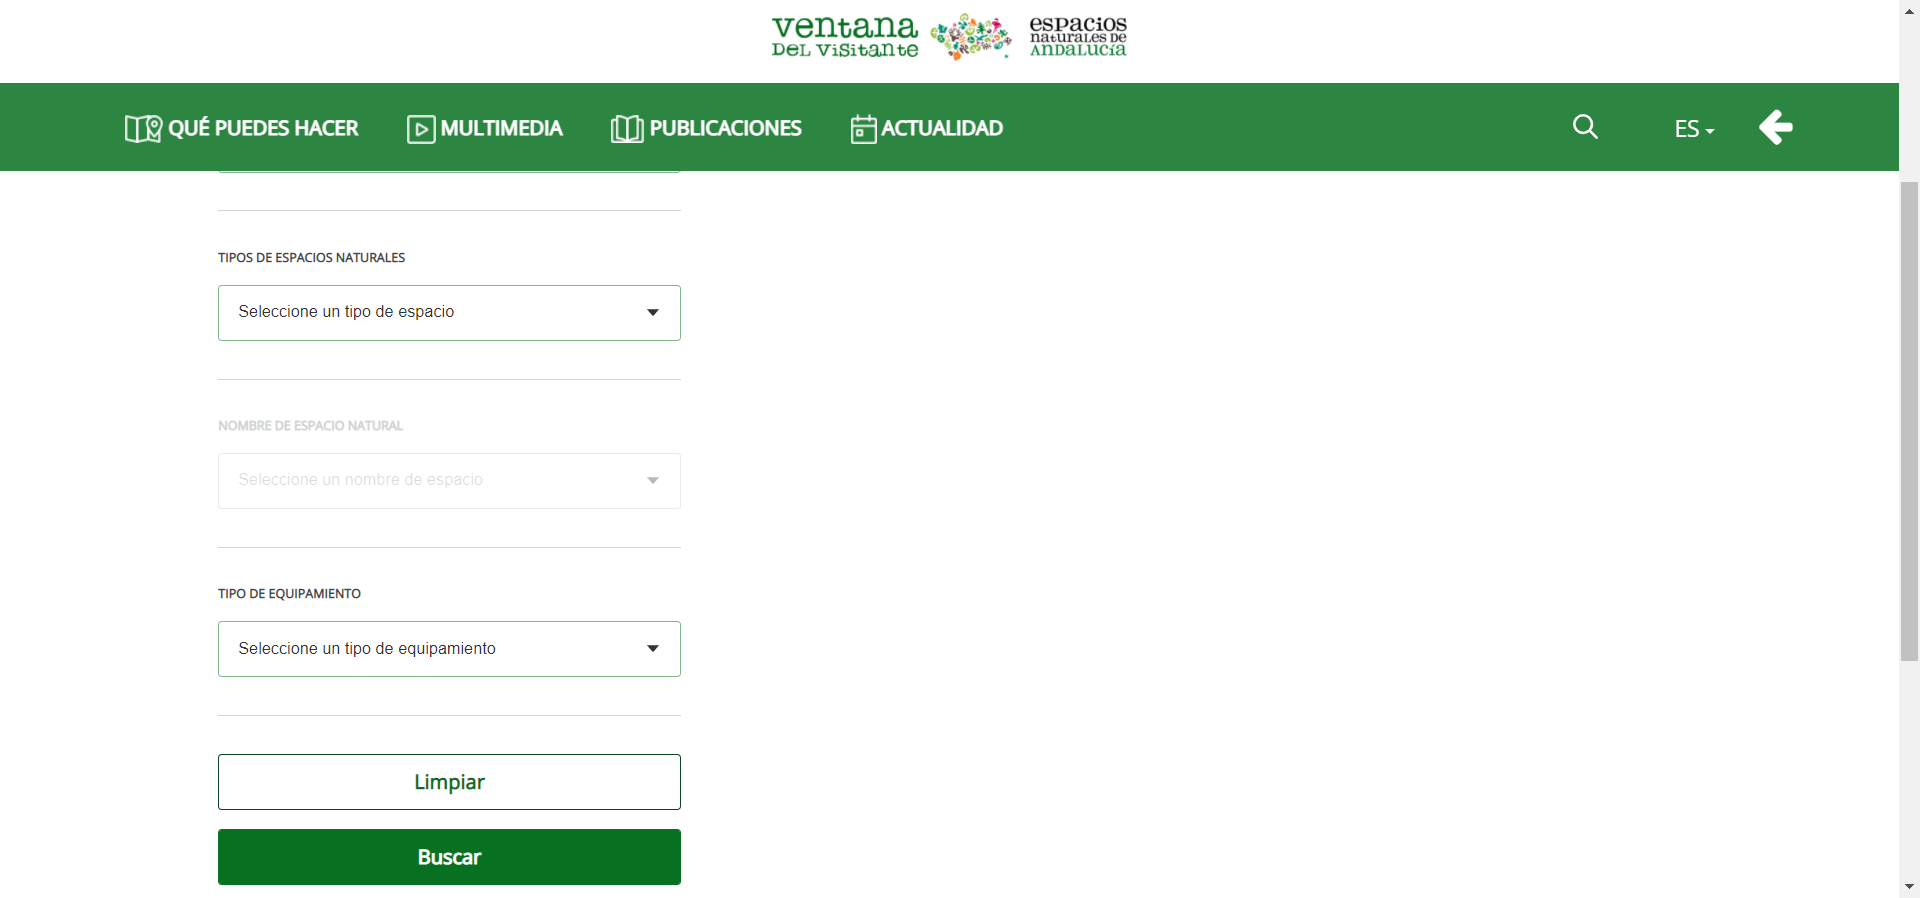 ventana
DEL VISITANTE
espacios
naturales de
ANDALUCÍA
QUÉ PUEDES HACER
MULTIMEDIA
PUBLICACIONES
ACTUALIDAD
ES
TIPOS DE ESPACIOS NATURALES
Seleccione un tipo de espacio
NOMBRE DE ESPACIO NATURAL
Seleccione un nombre de espacio
TIPO DE EQUIPAMIENTO
Seleccione un tipo de equipamiento
Limpiar
Buscar